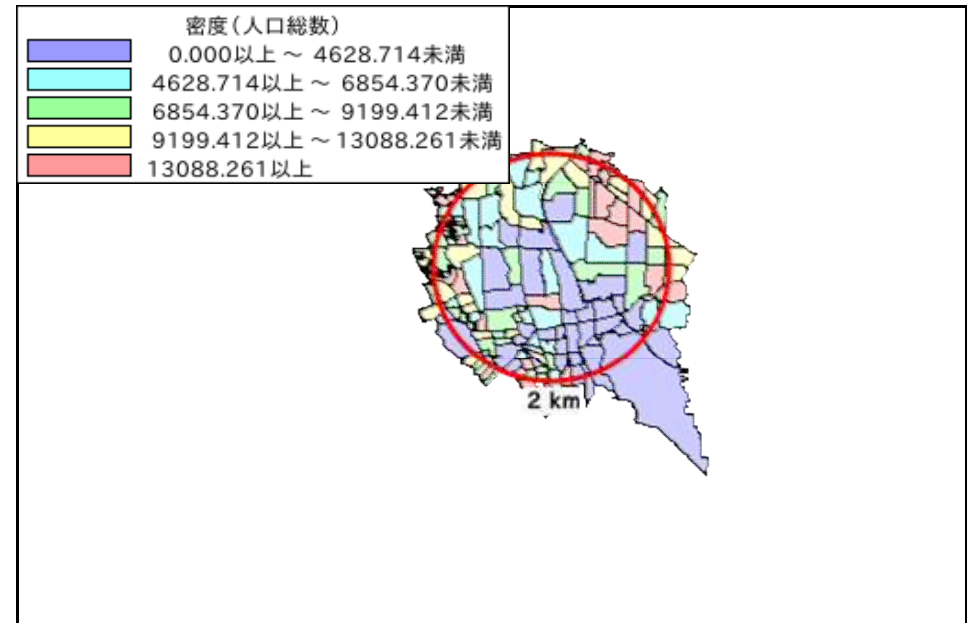 密度(人口総数)
0.000以上 ～ 4628.714未満
4628.714以上 ～ 6854.370未満
6854.370以上 ～ 9199.412未満
9199.412以上 ～13088.261未満
13088.261以上
2 km